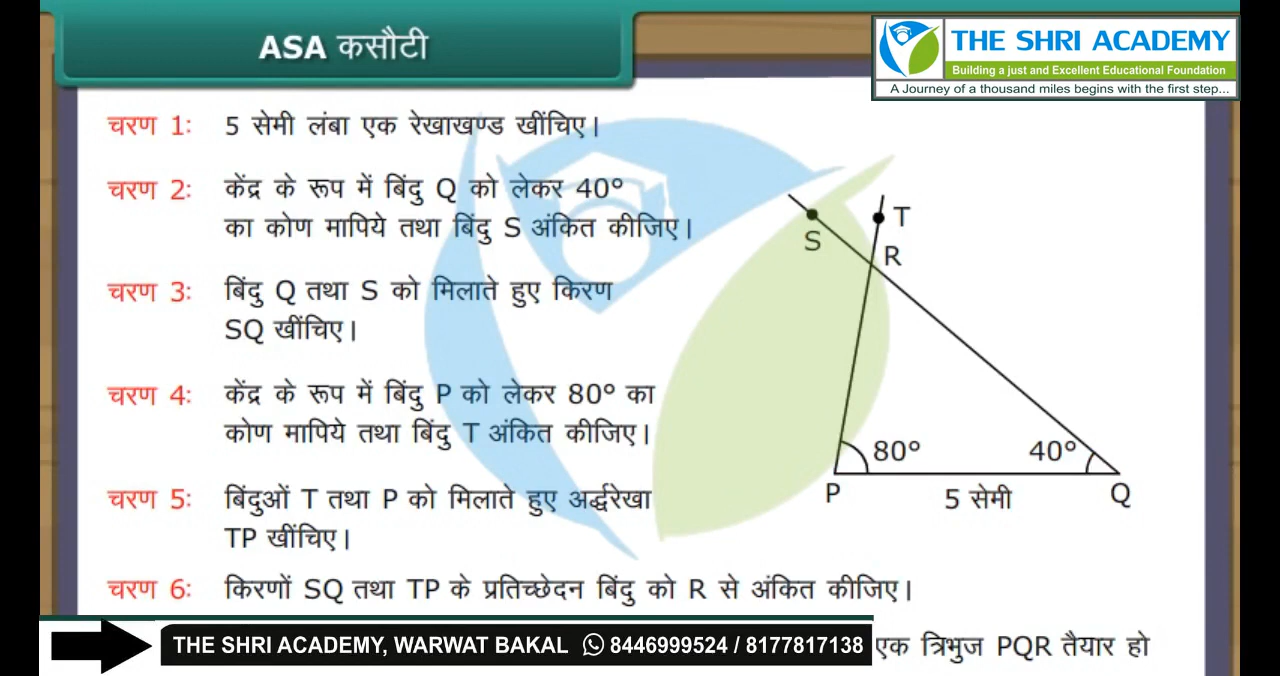 ASA कसौटी
THE SHRI ACADEMY
Building a just and Excellent Educational Foundation
A Journey of a thousand miles begins with the first step...
चरण 1: 5 सेमी लंबा एक रेखाखण्ड खींचिए।
चरण 2: केंद्र के रूप में बिंदु Q को लेकर 40°
का कोण मापिये तथा बिंदु S अंकित कीजिए।
चरण 3: बिंदु Q तथा S को मिलाते हुए किरण
SQ खींचिए।
चरण 4: केंद्र के रूप में बिंदु P को लेकर 80° का
कोण मापिये तथा बिंदु T अंकित कीजिए।
चरण 5: बिंदुओं T तथा P को मिलाते हुए अर्द्धरेखा
TP खींचिए।
चरण 6: किरणों SQ तथा TP के प्रतिच्छेदन बिंदु को R से अंकित कीजिए।
S
T
R
80°
40°
P
5 सेमी
Q
THE SHRI ACADEMY, WARWAT BAKAL 8446999524 / 8177817138
एक त्रिभुज PQR तैयार हो